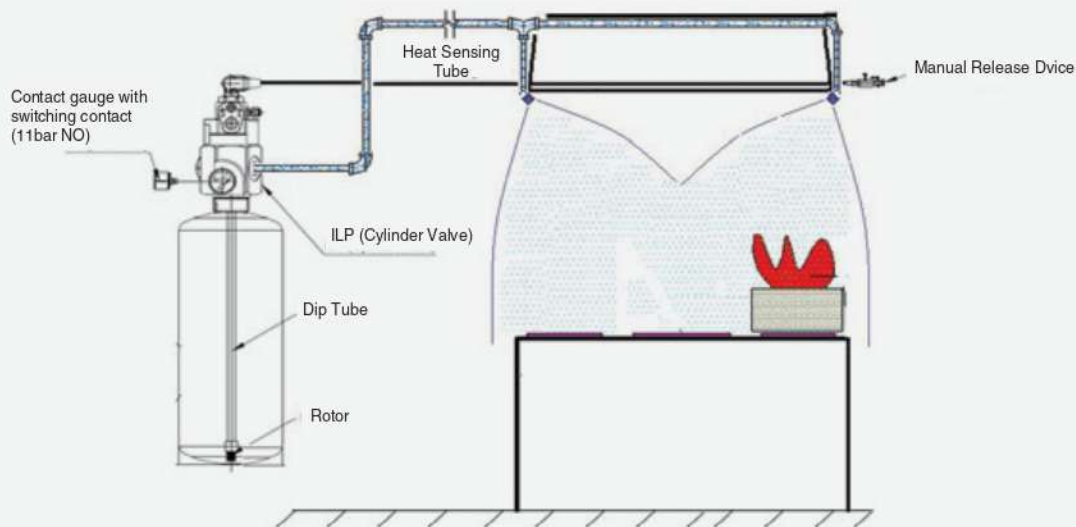 Heat Sensing
Tube
Manual Release Dvice
Contact gauge with
switching contact
(11bar NO)
ILP (Cylinder Valve)
Dip Tube
Rotor